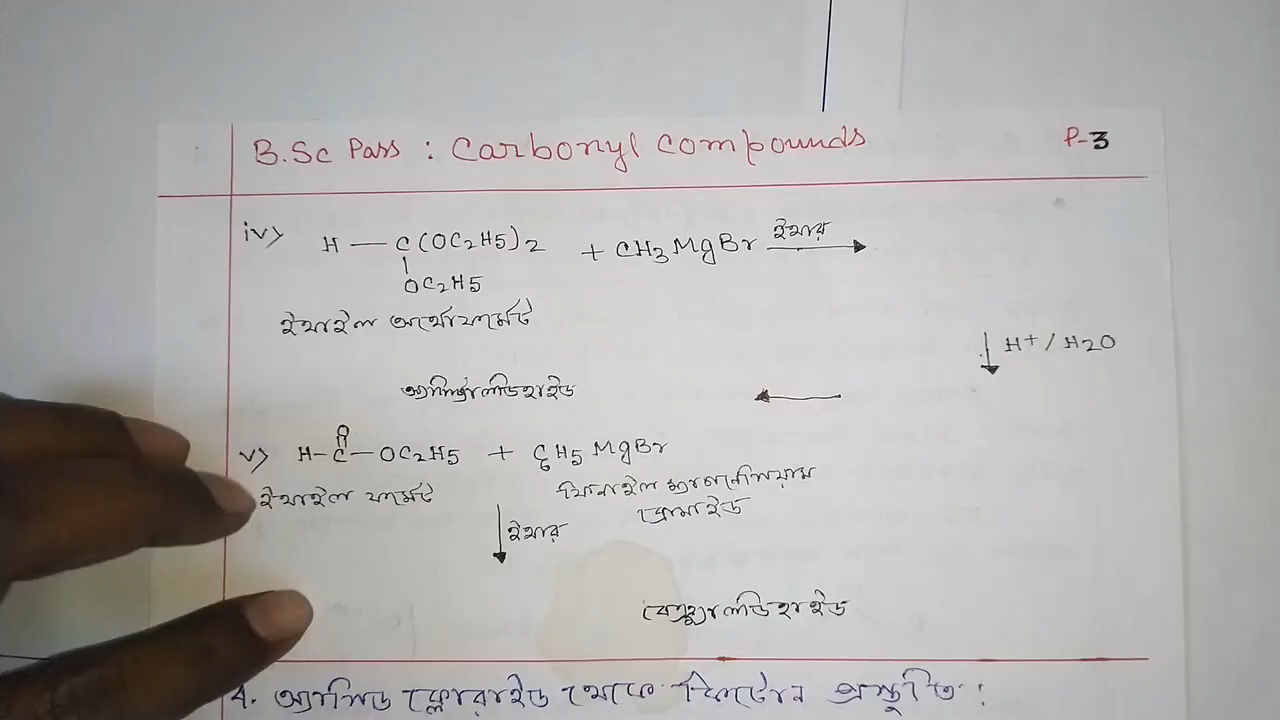 B.Sc Pass : Carbonyl Compounds P-3
iv> H — C(OC2H5)2 + CH3MgBr ইথার
OC2H5
ইথাইল অর্থোফর্মেট
H+ / H2O
অ্যাসিট্যালডিহাইড
v> H-C-OC2H5 + C6H5MgBr
O
ইথাইল ফর্মেট ফিনাইল ম্যাগনেসিয়াম
ব্রোমাইড
ইথার
বেঞ্জ্যালডিহাইড
4. অ্যাসিড ক্লোরাইড থেকে কিটোন প্রস্তুতি :